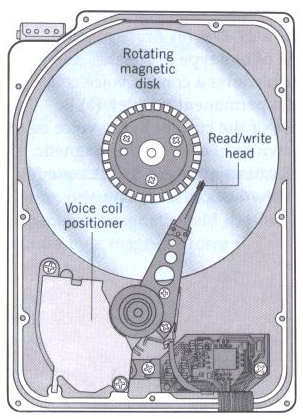 Rotating
magnetic
disk
Read/write
head
Voice coil
positioner